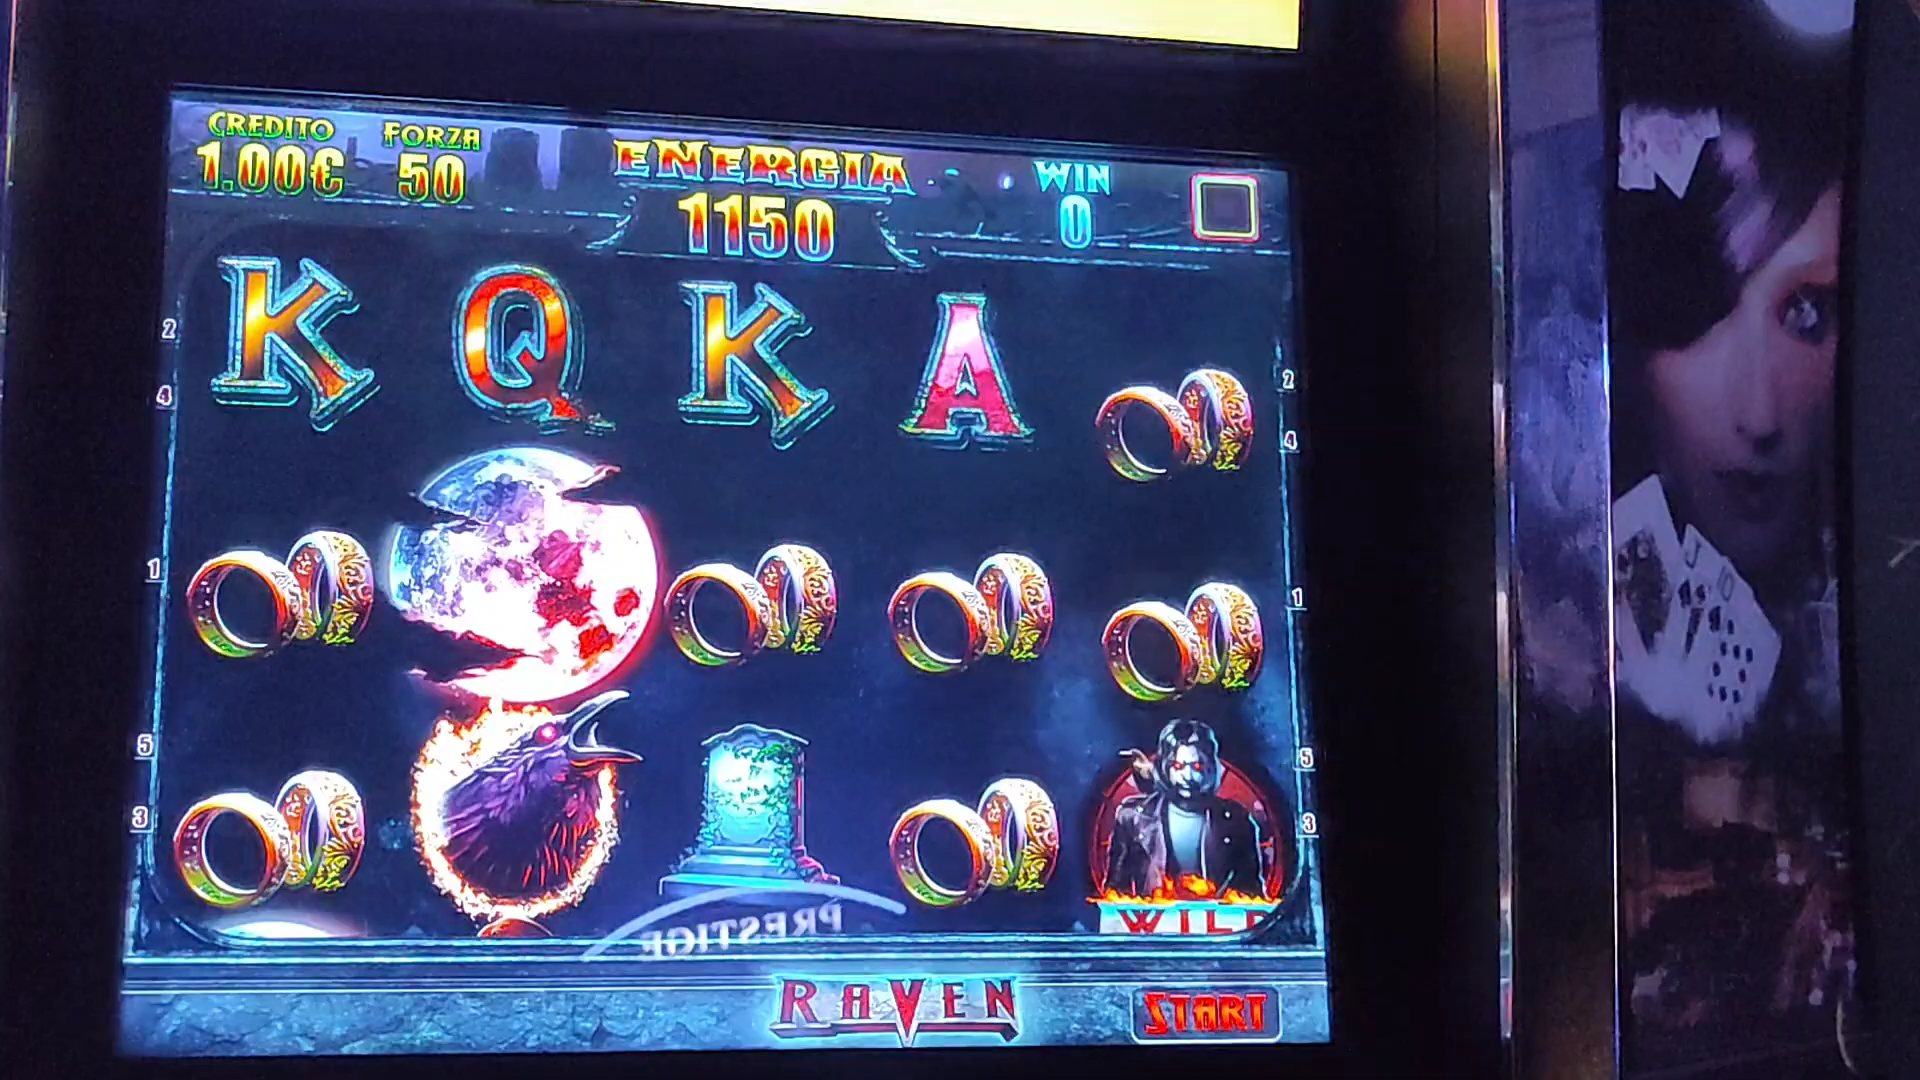 CREDITO FORZA ENERGIA WIN
1.00€ 50 1150 0
K Q K A
2 2
4 4
1 1
5 5
3 3
WILD
PRESTIGE
RAVEN START